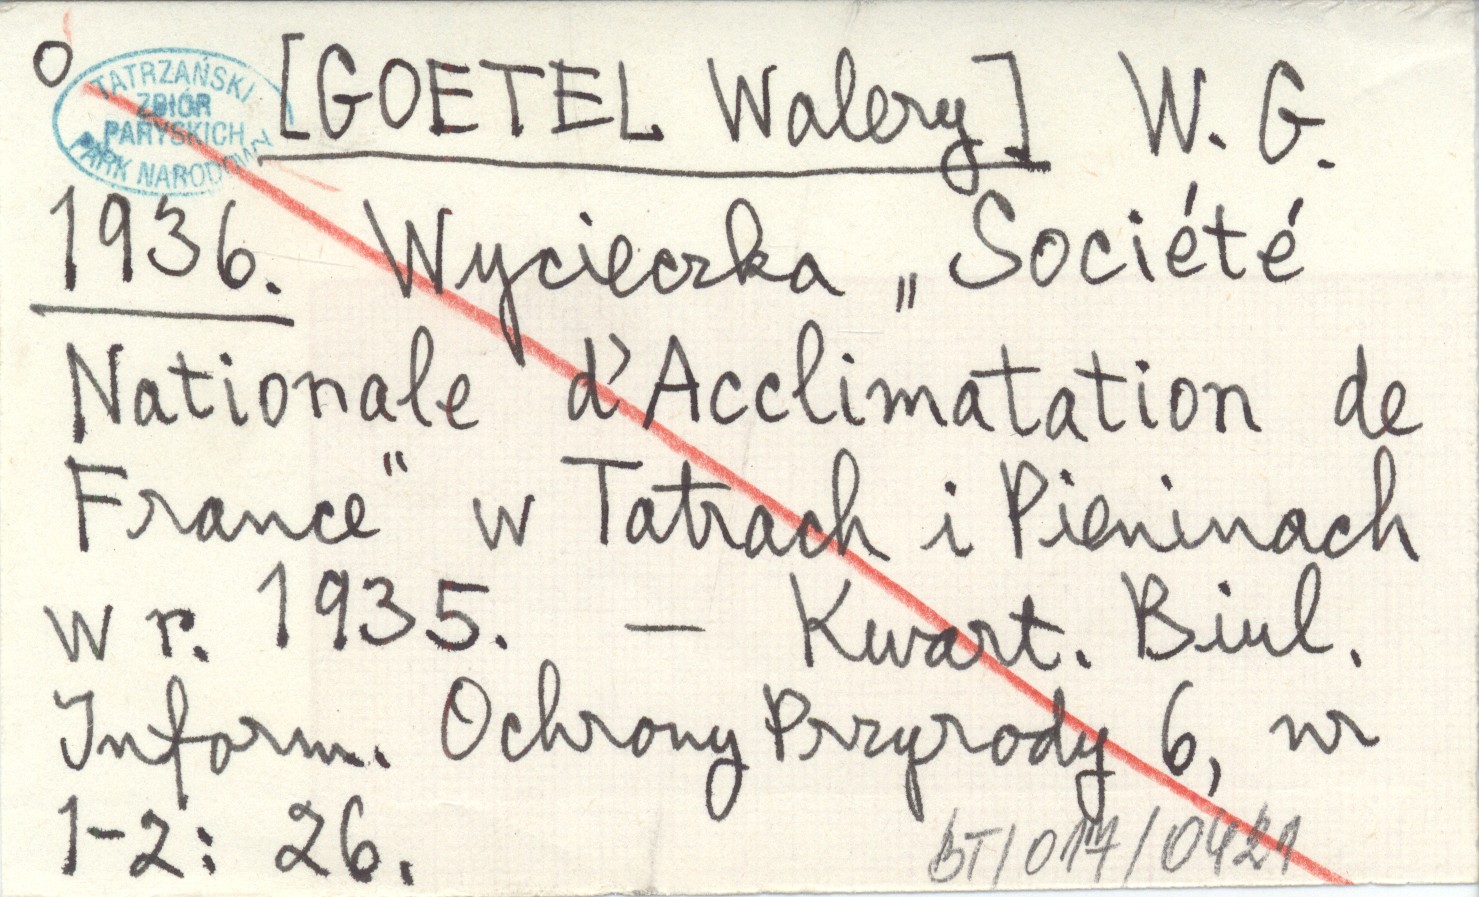 o
TATRZAŃSKI
ZBIÓR
PARYSKICH
PARK NARODOWY
[GOETEL Walery] W. G.
1936. Wycieczka „Société
Nationale d'Acclimatation de
France“ w Tatrach i Pieninach
w r. 1935. — Kwart. Biul.
Inform. Ochrony Przyrody 6, nr
1-2: 26.
BT/017/0421